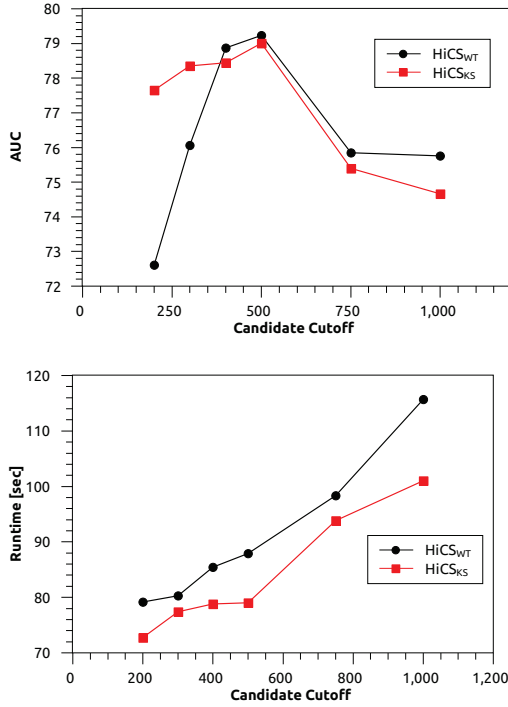 80
79
78
77
76
75
74
73
72
AUC
HiCS_WT
HiCS_KS
0 250 500 750 1,000
Candidate Cutoff
120
110
100
90
80
70
Runtime [sec]
HiCS_WT
HiCS_KS
0 200 400 600 800 1,000 1,200
Candidate Cutoff